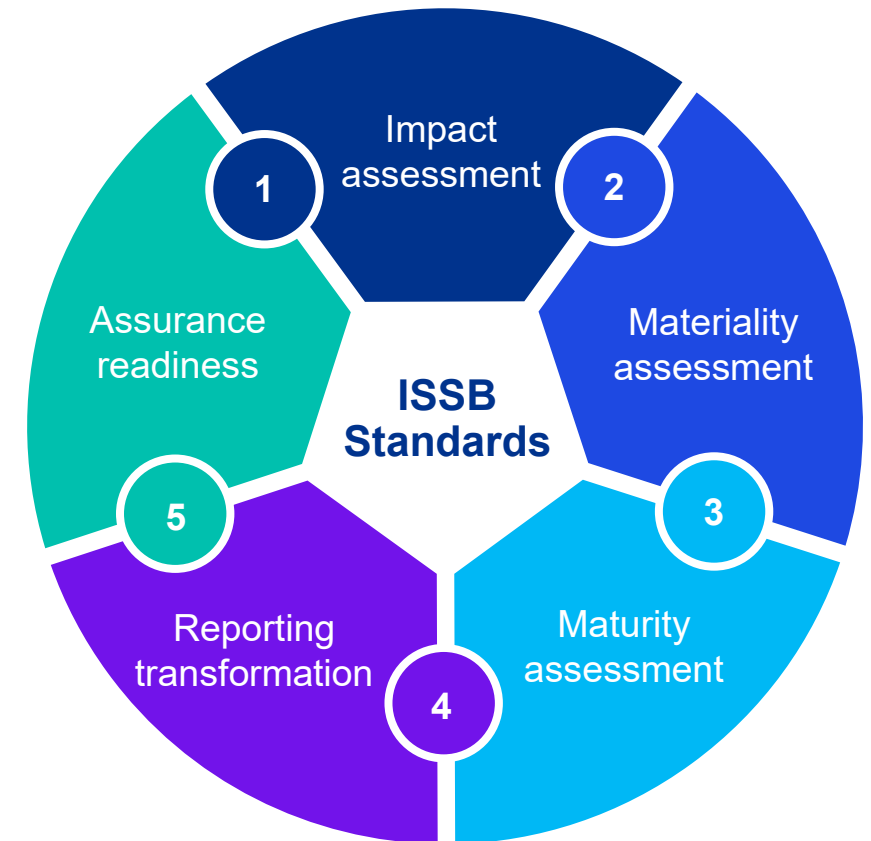 1
Impact
assessment
2
Materiality
assessment
3
Maturity
assessment
4
Reporting
transformation
5
Assurance
readiness
ISSB
Standards